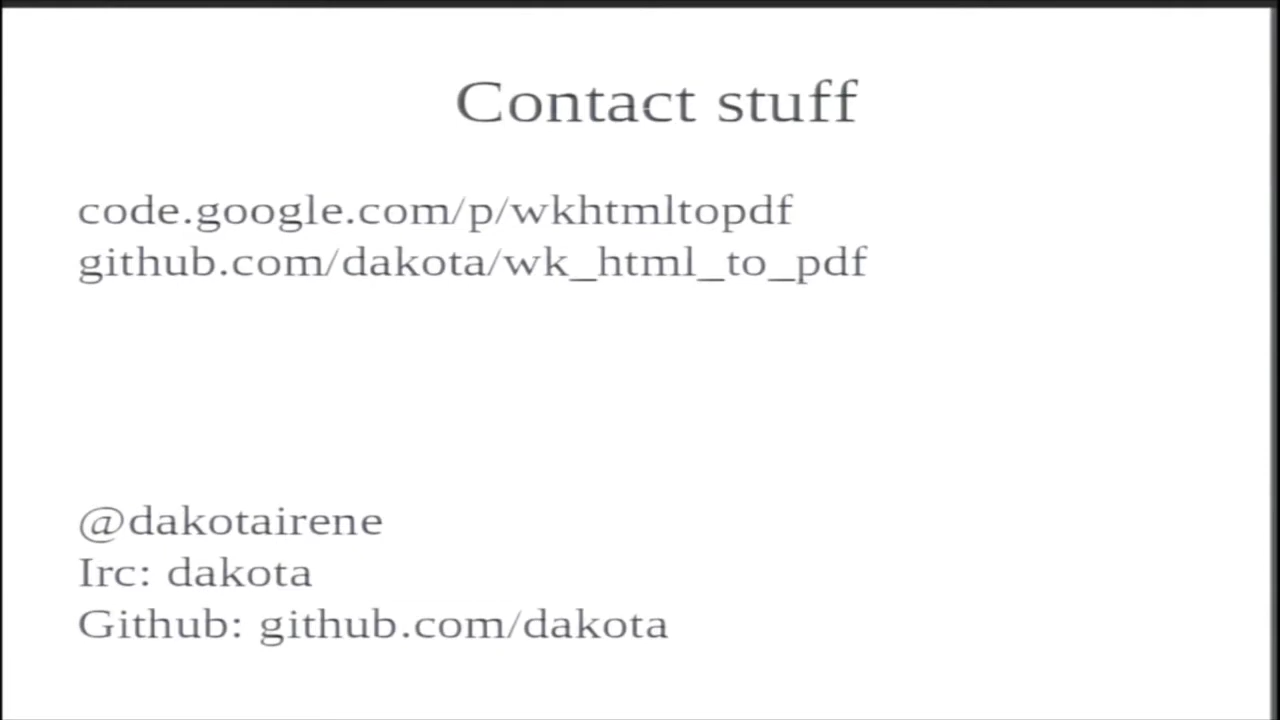 Contact stuff
code.google.com/p/wkhtmltopdf
github.com/dakota/wk_html_to_pdf
@dakotairene
Irc: dakota
Github: github.com/dakota